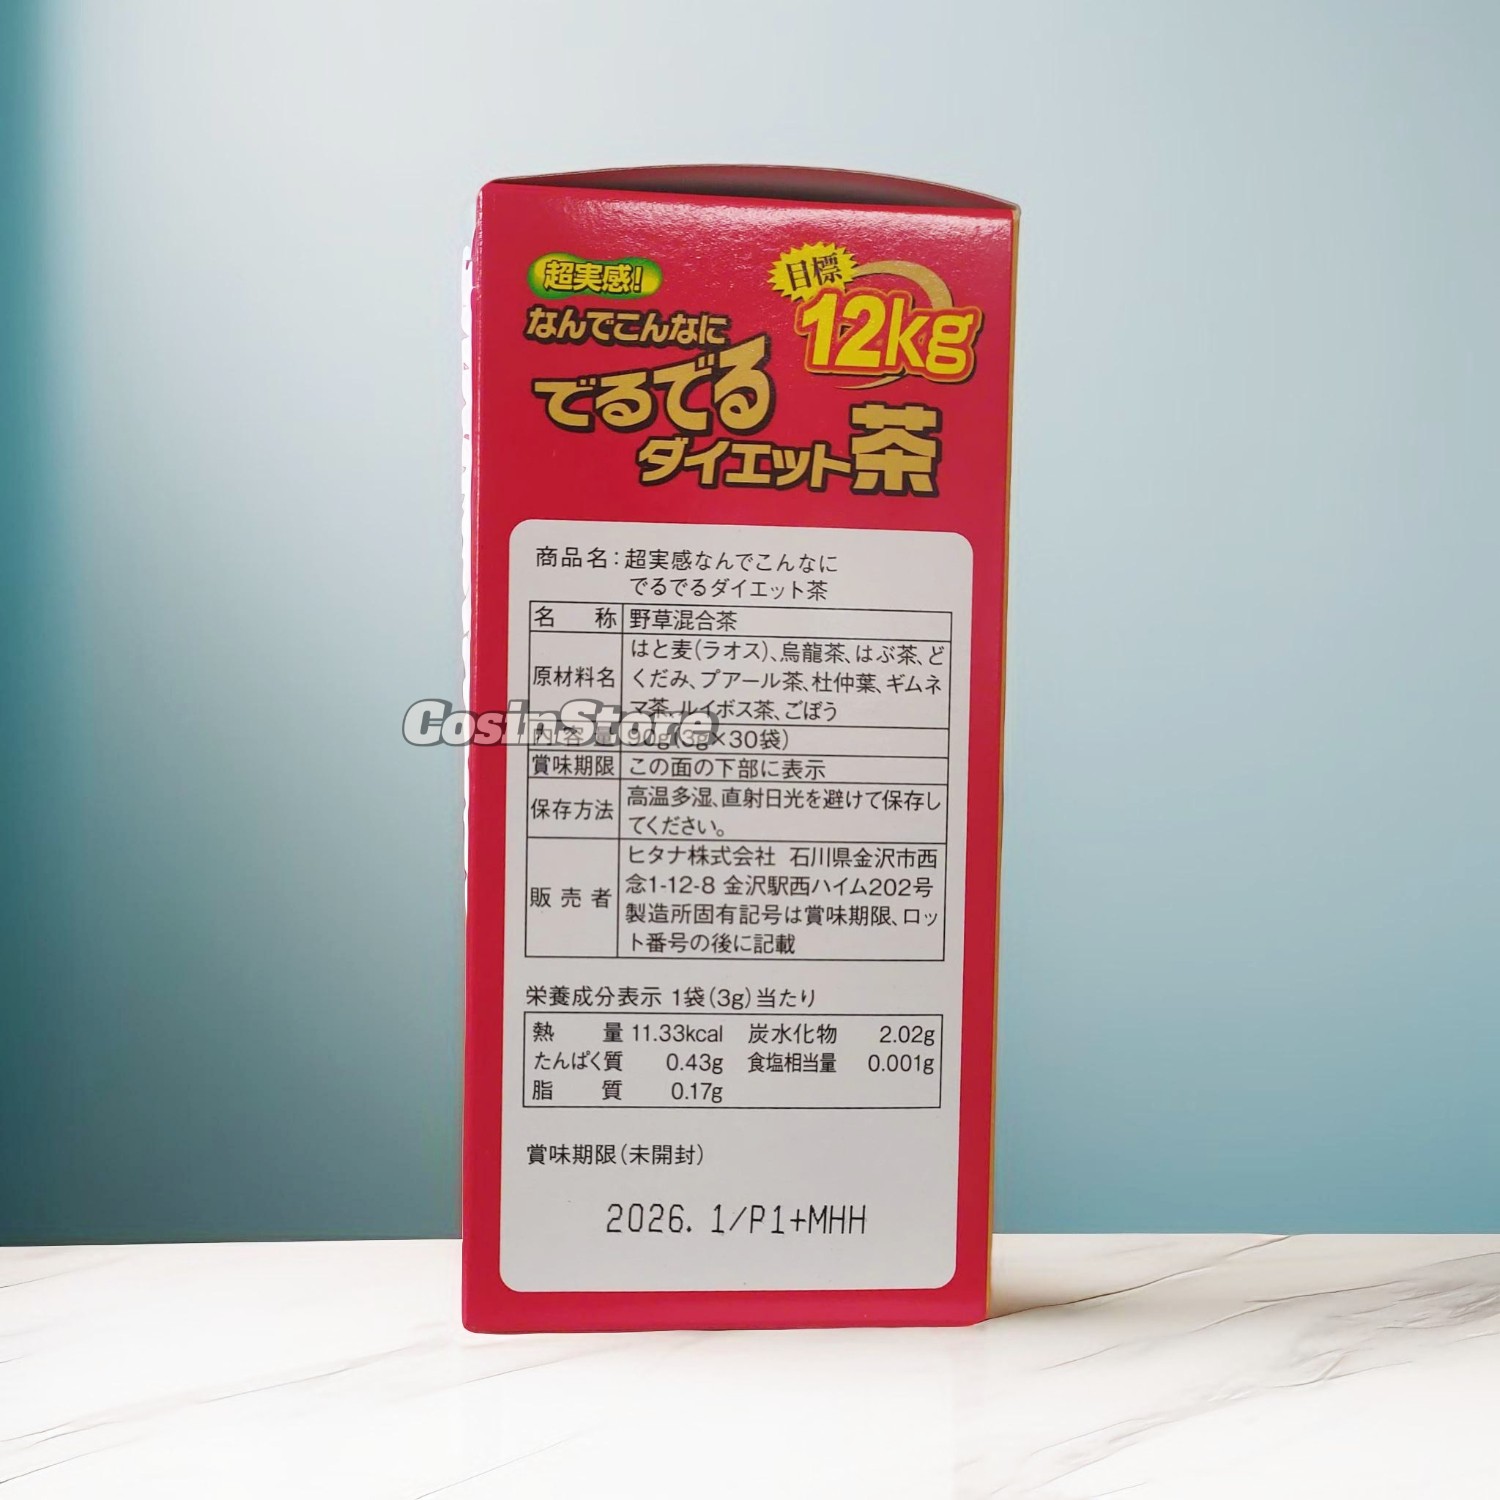 超実感!
なんでこんなに
でるでる
ダイエット茶
目標
12kg
商品名:超実感なんでこんなに
でるでるダイエット茶
名 称 野草混合茶
原材料名 はと麦(ラオス)、烏龍茶、はぶ茶、ど
くだみ、プアール茶、杜仲葉、ギムネ
マ茶、ルイボス茶、ごぼう
CosinStore
内容量 90g(3g×30袋)
賞味期限 この面の下部に表示
保存方法 高温多湿、直射日光を避けて保存し
てください。
販売者 ヒタナ株式会社 石川県金沢市西
念1-12-8 金沢駅西ハイム202号
製造所固有記号は賞味期限、ロッ
ト番号の後に記載
栄養成分表示 1袋(3g)当たり
熱 量 11.33kcal 炭水化物 2.02g
たんぱく質 0.43g 食塩相当量 0.001g
脂 質 0.17g
賞味期限(未開封)
2026. 1/P1+MHH